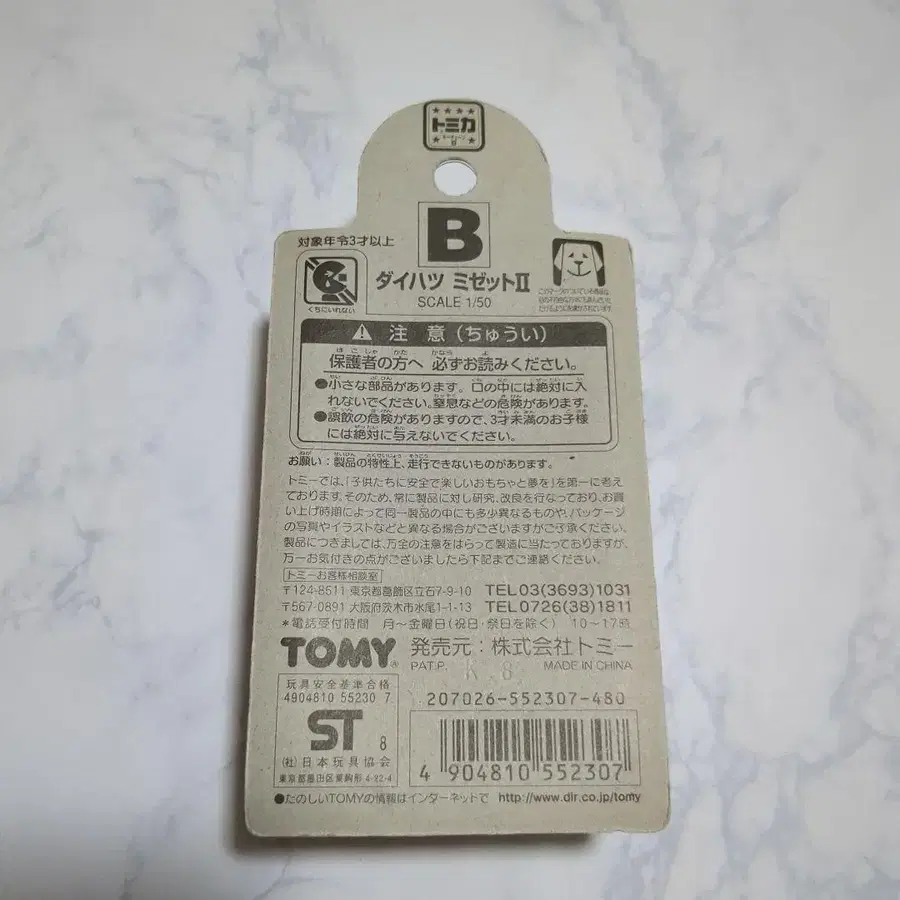 トミカ
B
対象年令3才以上
ダイハツ ミゼットII
SCALE 1/50
くちにいれない
注意(ちゅうい)
保護者の方へ 必ずお読みください。
●小さな部品があります。口の中には絶対に入
れないでください。窒息などの危険があります。
●誤飲の危険がありますので、3才未満のお子様
には絶対に与えないでください。
お願い:製品の特性上、走行できないものがあります。
トミーでは、「子供たちに安全で楽しいおもちゃと夢を」を第一に考え
ております。そのため、常に製品に対し研究、改良を行なっており、お買
い上げ時期によって同一製品の中にも多少異なるものや、パッケージ
の写真やイラストなどと異なる場合がございますがご了承ください。
製品につきましては、万全の注意をはらって製造に当たっておりますが、
万一お気付きの点がございましたら下記までご連絡ください。
トミーお客様相談室
〒124-8511 東京都葛飾区立石7-9-10 TEL03(3693)1031
〒567-0891 大阪府茨木市水尾1-1-13 TEL0726(38)1811
*電話受付時間 月〜金曜日(祝日・祭日を除く) 10〜17時
TOMY® 発売元:株式会社トミー
PAT.P. MADE IN CHINA
玩具安全基準合格
4904810 55230 7
ST 8
(社)日本玩具協会
東京都墨田区東駒形4-22-4
207026-552307-480
4 904810 552307
●たのしいTOMYの情報はインターネットで http://www.dlr.co.jp/tomy